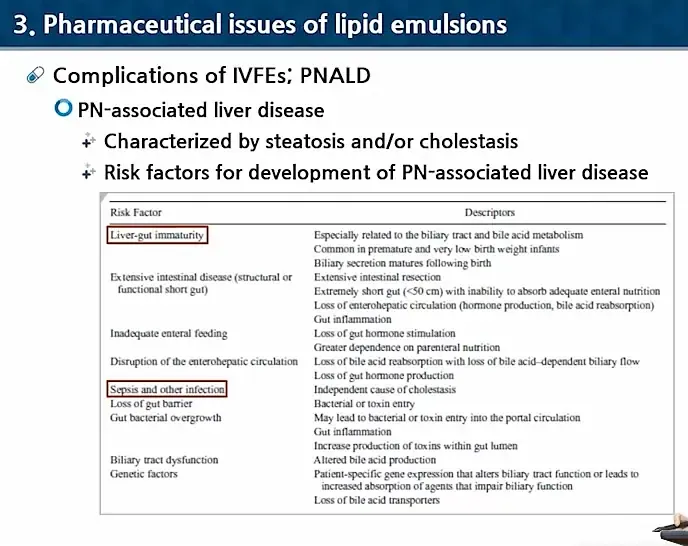 3. Pharmaceutical issues of lipid emulsions
Complications of IVFEs; PNALD
PN-associated liver disease
Characterized by steatosis and/or cholestasis
Risk factors for development of PN-associated liver disease
Risk Factor Descriptors
Liver-gut immaturity Especially related to the biliary tract and bile acid metabolism
Common in premature and very low birth weight infants
Biliary secretion matures following birth
Extensive intestinal disease (structural or Extensive intestinal resection
functional short gut) Extremely short gut (<50 cm) with inability to absorb adequate enteral nutrition
Loss of enterohepatic circulation (hormone production, bile acid reabsorption)
Gut inflammation
Inadequate enteral feeding Loss of gut hormone stimulation
Greater dependence on parenteral nutrition
Disruption of the enterohepatic circulation Loss of bile acid reabsorption with loss of bile acid–dependent biliary flow
Loss of gut hormone production
Sepsis and other infection Independent cause of cholestasis
Loss of gut barrier Bacterial or toxin entry
Gut bacterial overgrowth May lead to bacterial or toxin entry into the portal circulation
Gut inflammation
Increase production of toxins within gut lumen
Biliary tract dysfunction Altered bile acid production
Genetic factors Patient-specific gene expression that alters biliary tract function or leads to
increased absorption of agents that impair biliary function
Loss of bile acid transporters